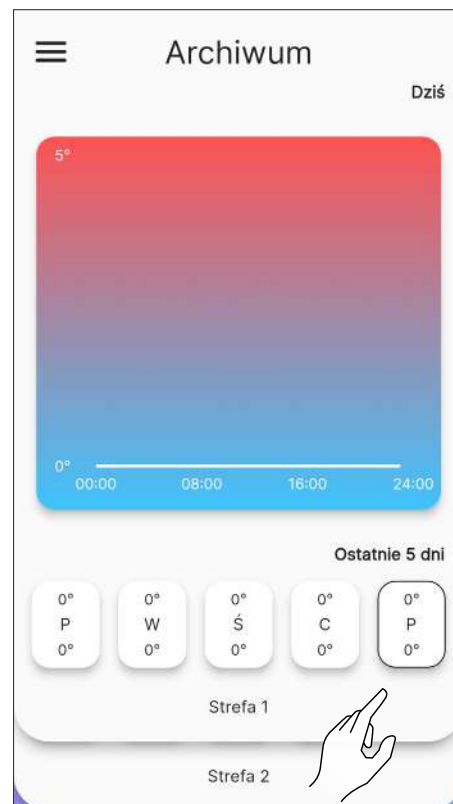 Archiwum
Dziś
5°
0°
00:00 08:00 16:00 24:00
Ostatnie 5 dni
0° 0° 0° 0° 0°
P W Ś C P
0° 0° 0° 0° 0°
Strefa 1
Strefa 2